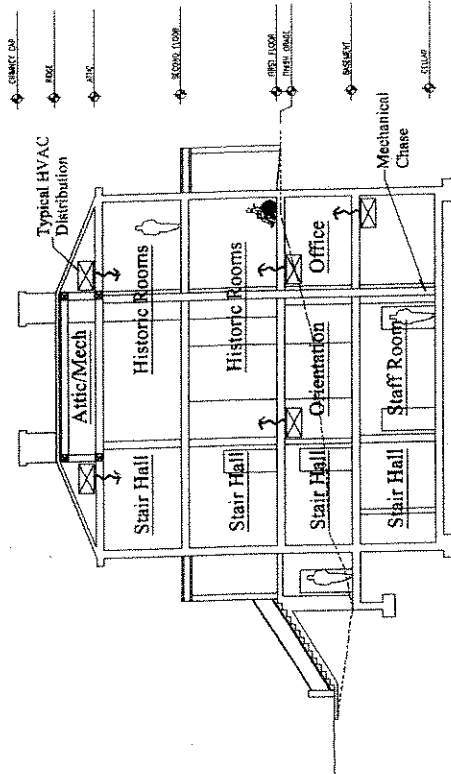 CHIMNEY CAP
RIDGE
ATTIC
SECOND FLOOR
FIRST FLOOR
FINISH GRADE
BASEMENT
CELLAR
Typical HVAC
Distribution
Attic/Mech
Stair Hall
Historic Rooms
Stair Hall
Historic Rooms
Stair Hall
Orientation
Office
Stair Hall
Staff Room
Mechanical
Chase